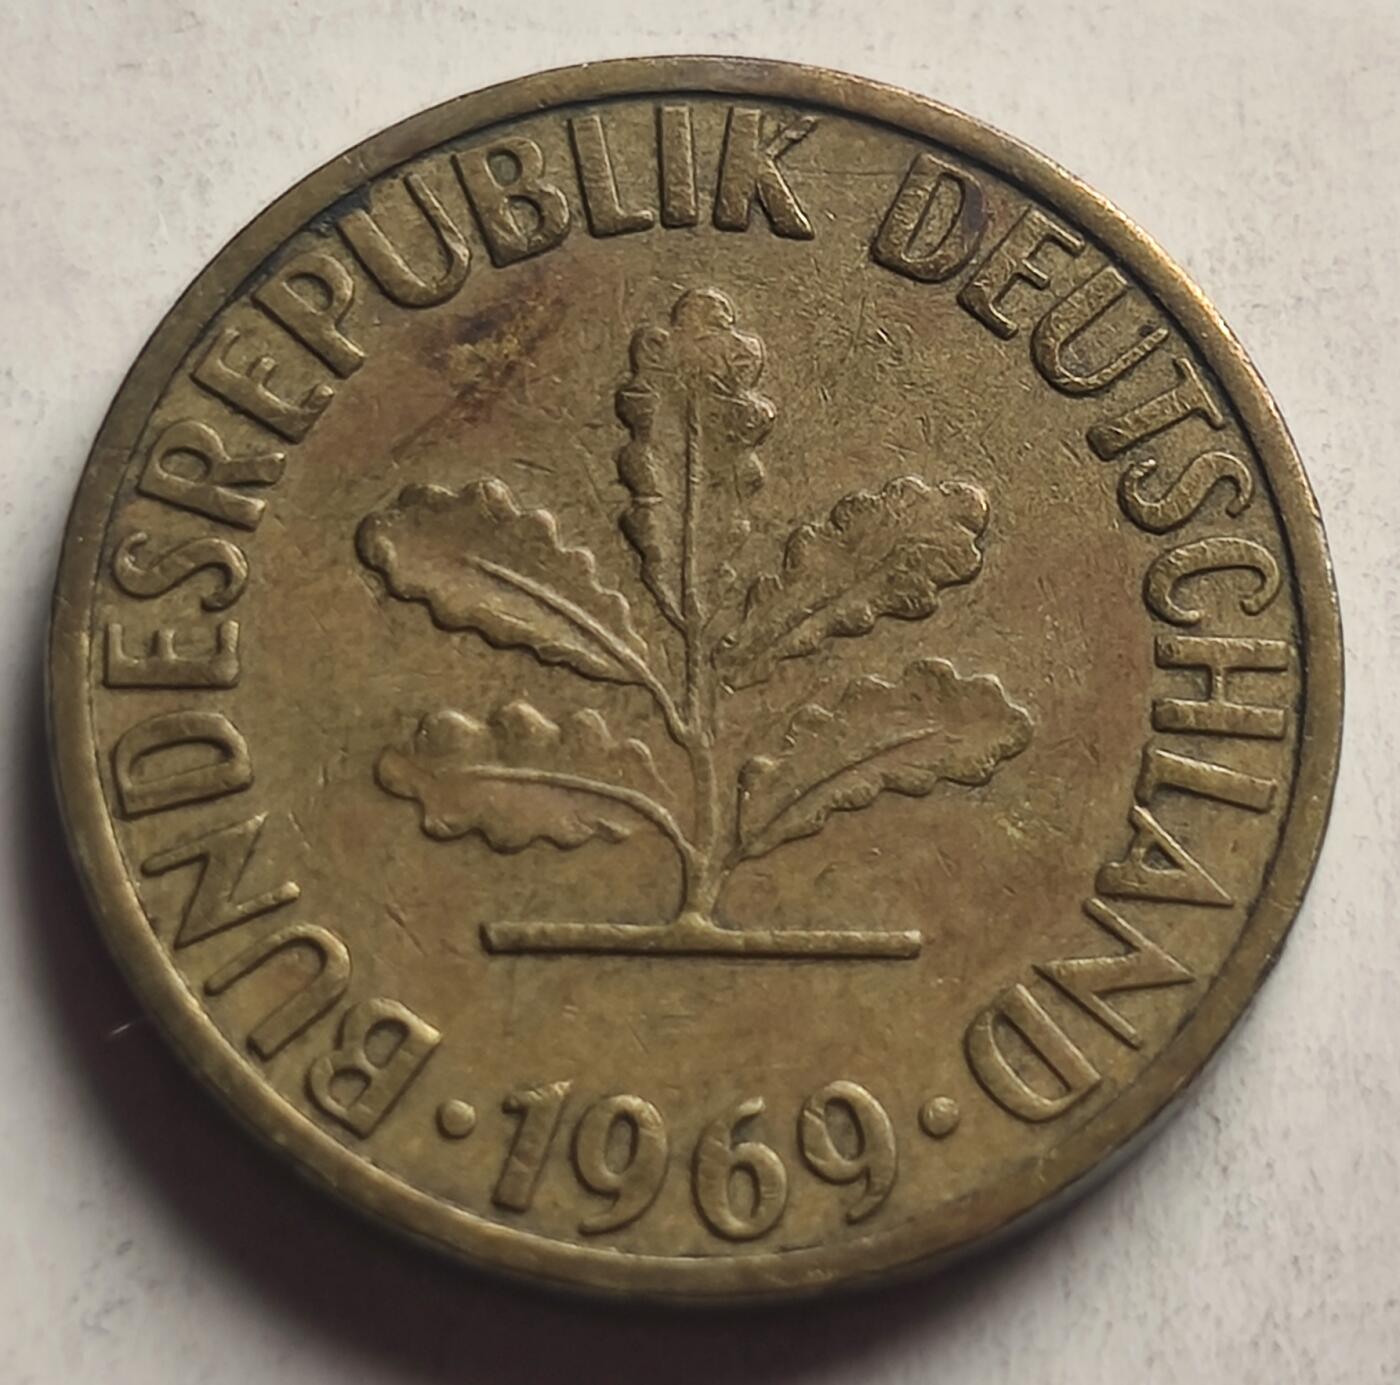 BUNDESREPUBLIK DEUTSCHLAND
· 1969 ·